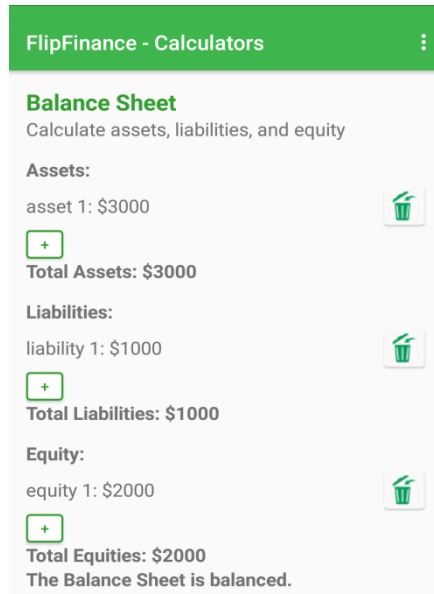 FlipFinance - Calculators
Balance Sheet
Calculate assets, liabilities, and equity
Assets:
asset 1: $3000
+
Total Assets: $3000
Liabilities:
liability 1: $1000
+
Total Liabilities: $1000
Equity:
equity 1: $2000
+
Total Equities: $2000
The Balance Sheet is balanced.